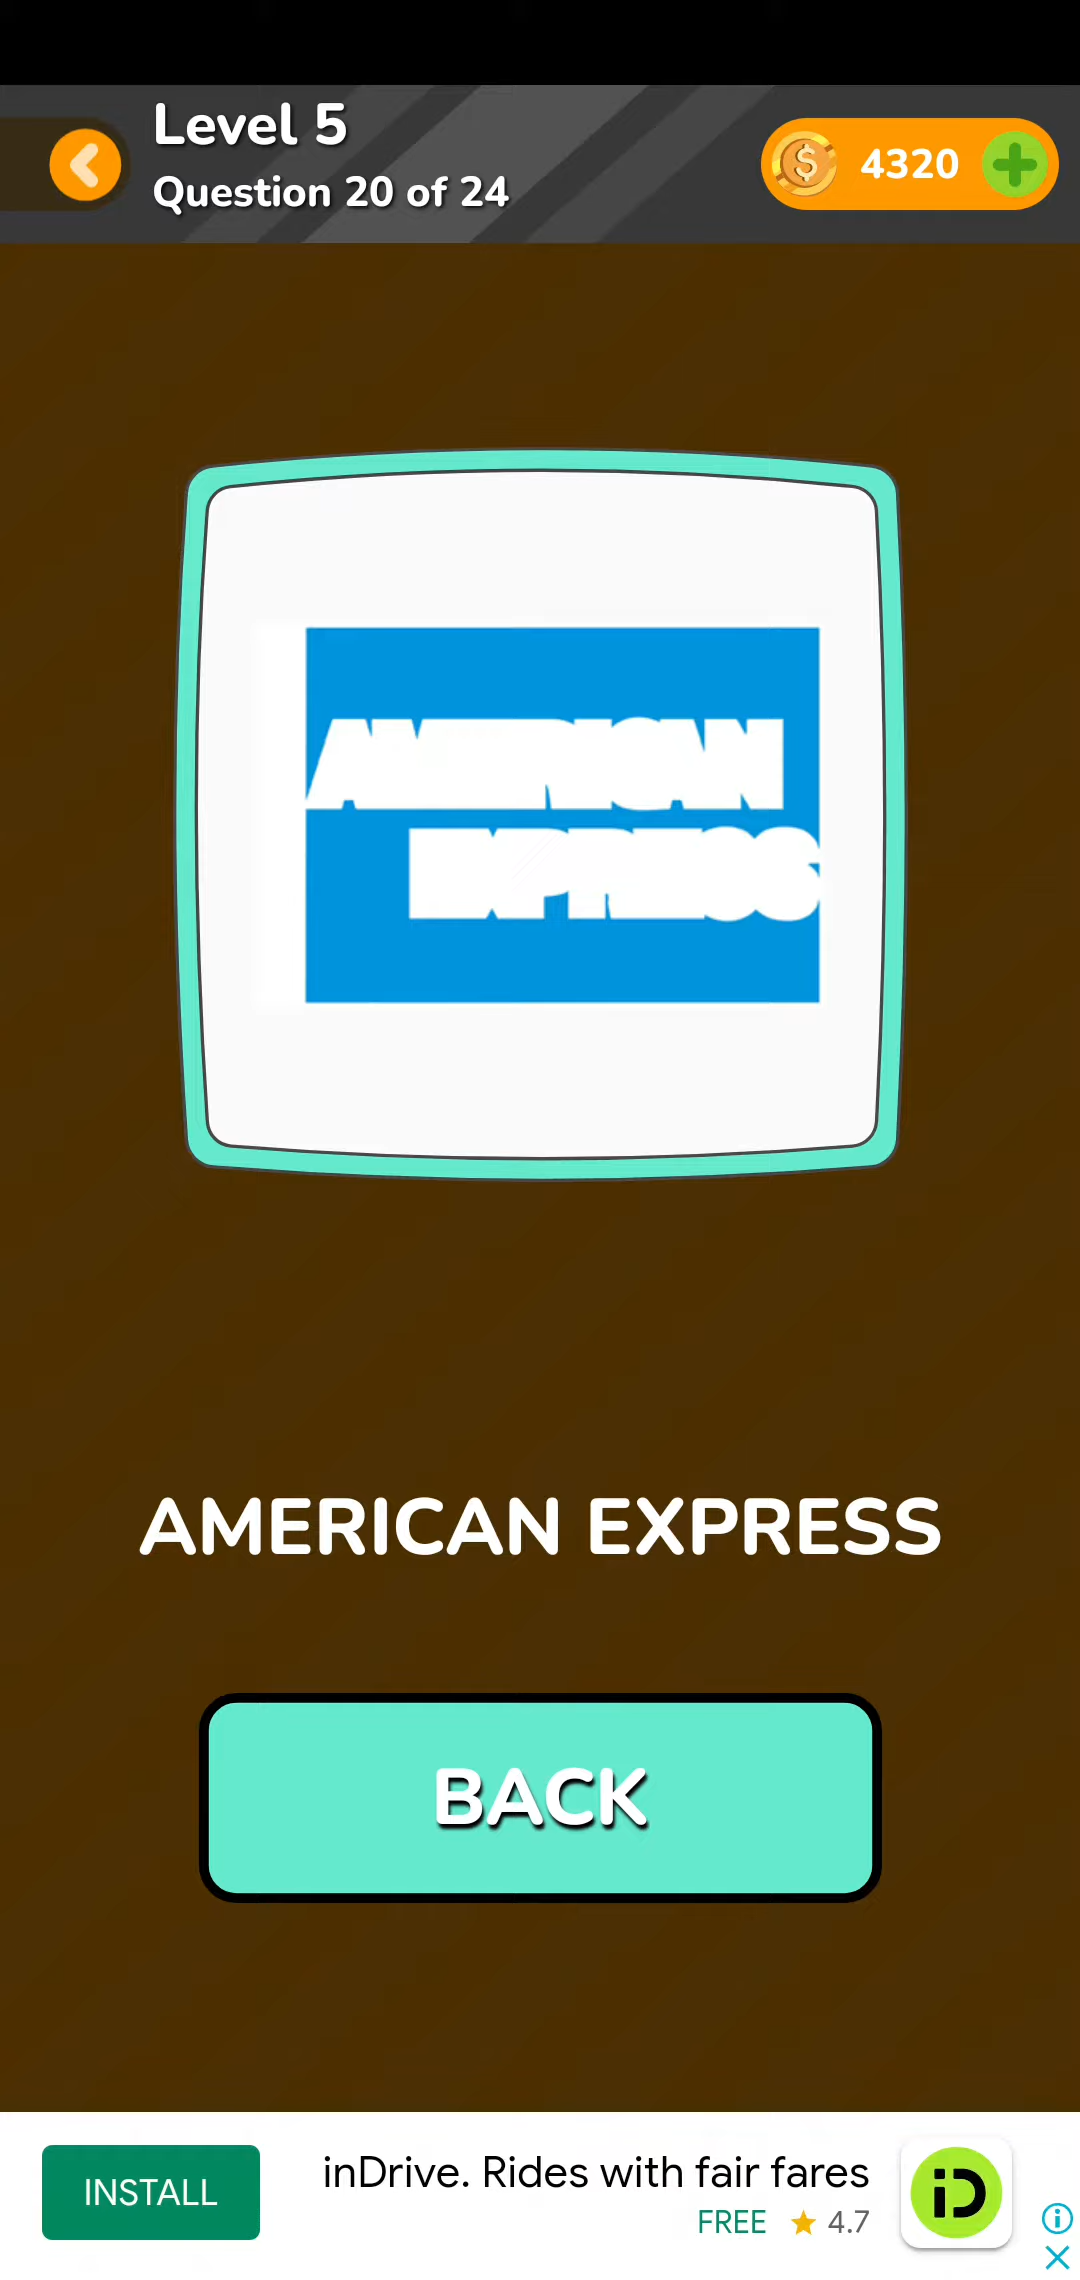 Level 5
Question 20 of 24
4320
AMERICAN
EXPRESS
AMERICAN EXPRESS
BACK
INSTALL
inDrive. Rides with fair fares
FREE ★ 4.7
iD